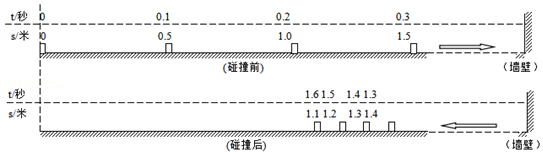 t/秒 0 0.1 0.2 0.3
s/米 0 0.5 1.0 1.5
(碰撞前) (墙壁)
t/秒 1.6 1.5 1.4 1.3
s/米 1.1 1.2 1.3 1.4
(碰撞后) (墙壁)